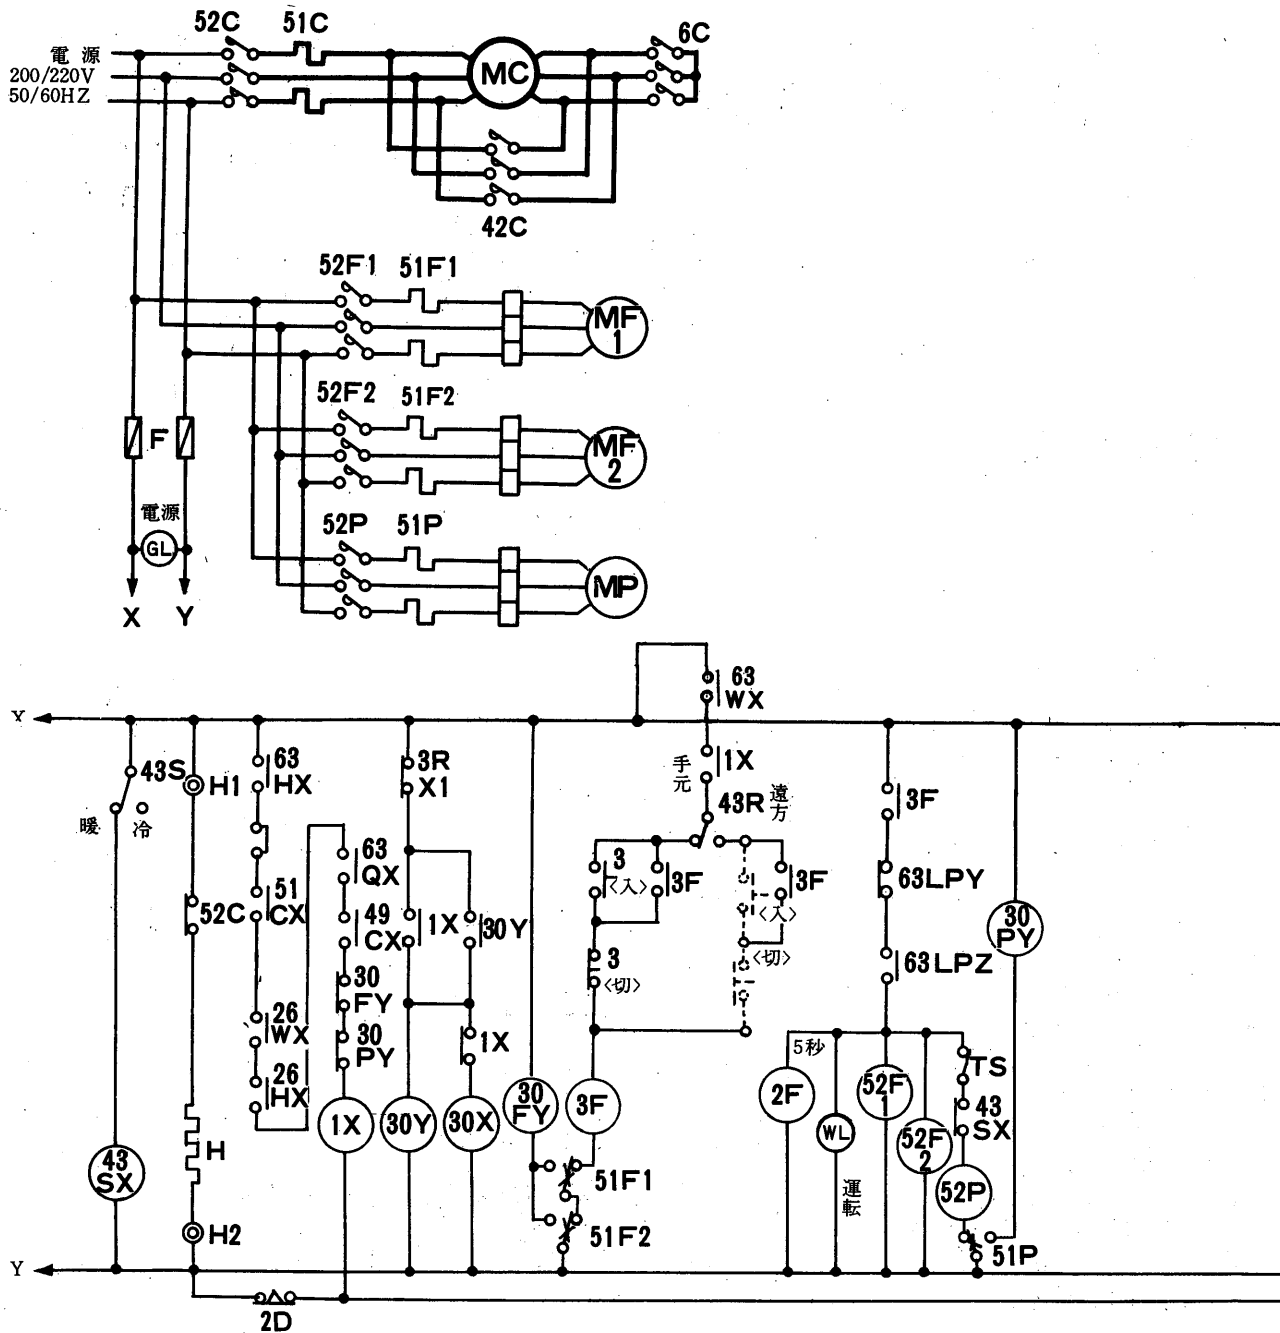 52C 51C 6C
電源
200/220V
50/60HZ
MC
42C
52F1 51F1
MF
1
52F2 51F2
MF
2
F
電源
GL
52P 51P
MP
X Y
63
WX
X
43S
暖 冷
H1
63
HX
3R
X1
手元
1X
43R
遠方
3F
52C
51
CX
63
QX
49
CX
1X
30Y
3
〈入〉
3F
3F
〈入〉
63LPY
30
PY
3
〈切〉
〈切〉
63LPZ
30
FY
30
PY
26
WX
26
HX
1X
5秒
TS
43
SX
1X
30Y
30X
30
FY
3F
2F
WL
52F
1
52F
2
52P
運転
H
43
SX
H2
51F1
51F2
51P
Y
2D